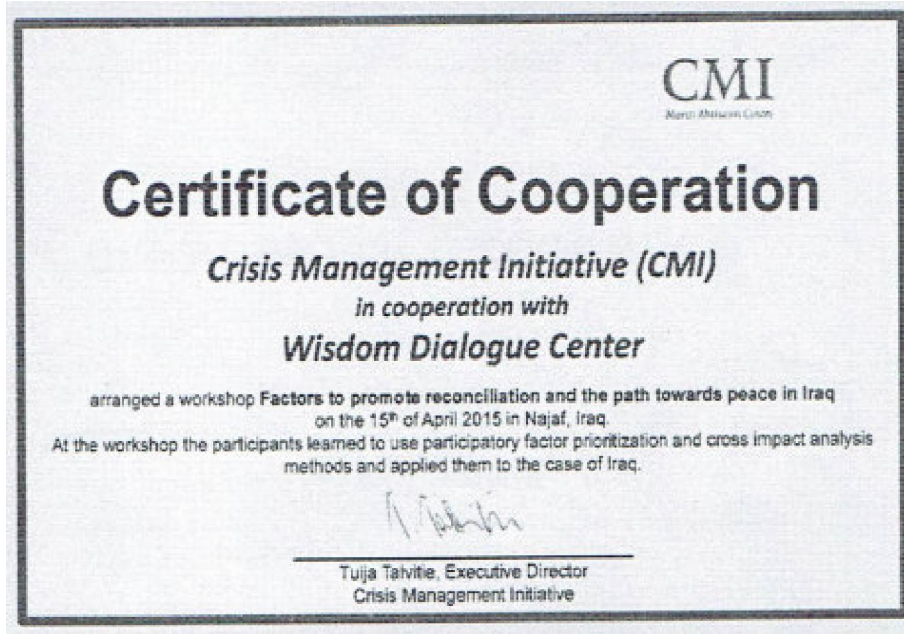 CMI
Martti Ahtisaari Centre
Certificate of Cooperation
Crisis Management Initiative (CMI)
in cooperation with
Wisdom Dialogue Center
arranged a workshop Factors to promote reconciliation and the path towards peace in Iraq
on the 15th of April 2015 in Najaf, Iraq.
At the workshop the participants learned to use participatory factor prioritization and cross impact analysis
methods and applied them to the case of Iraq.
Tuija Talvitie, Executive Director
Crisis Management Initiative